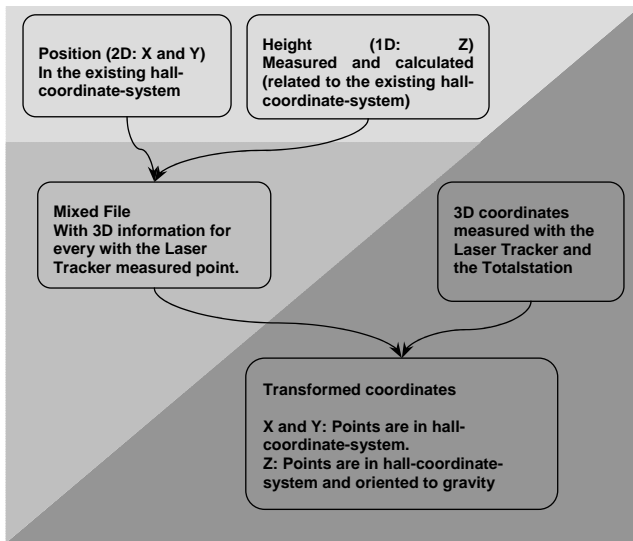 Position (2D: X and Y)
In the existing hall-
coordinate-system
Height (1D: Z)
Measured and calculated
(related to the existing hall-
coordinate-system)
Mixed File
With 3D information for
every with the Laser
Tracker measured point.
3D coordinates
measured with the
Laser Tracker and
the Totalstation
Transformed coordinates
X and Y: Points are in hall-
coordinate-system.
Z: Points are in hall-coordinate-
system and oriented to gravity